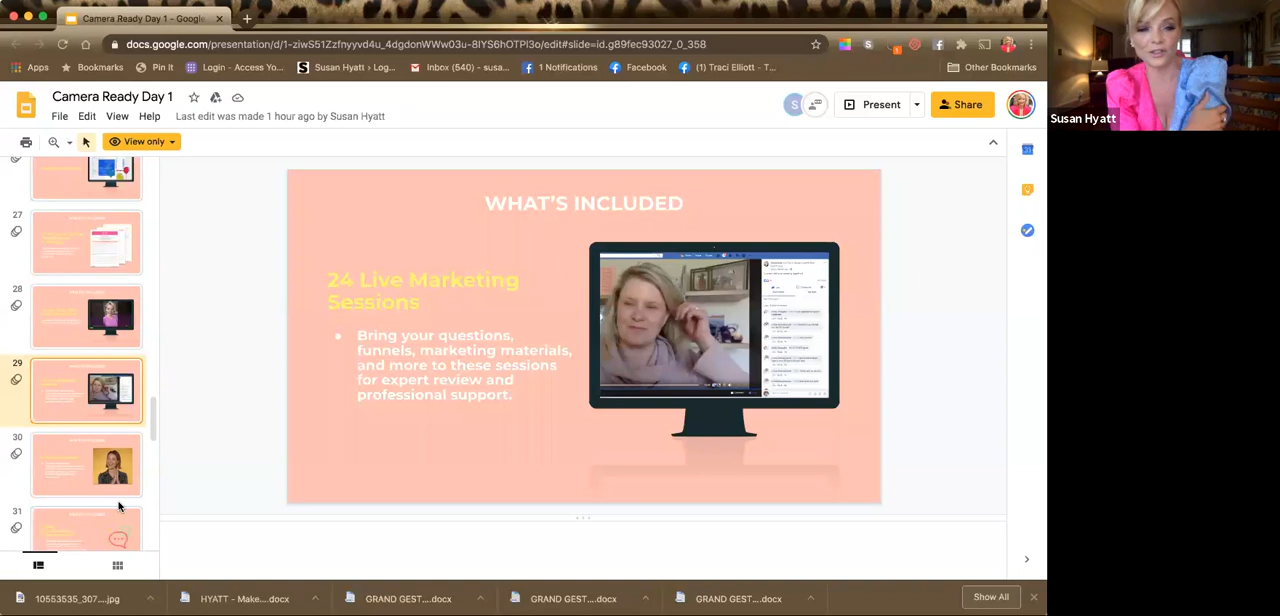 Camera Ready Day 1 - Google
docs.google.com/presentation/d/1-ziwS51Zzfnyyvd4u_4dgdonWWw03u-8IYS6hOTPl3o/edit#slide=id.g89fec93027_0_358
Apps
Bookmarks
Pin It
Login - Access Yo...
Susan Hyatt > Log...
Inbox (540) - susa...
1 Notifications
Facebook
(1) Traci Elliott - T...
Other Bookmarks
Susan Hyatt
Camera Ready Day 1
File Edit View Help
Last edit was made 1 hour ago by Susan Hyatt
S
Present
Share
View only
31
27
28
29
30
31
WHAT'S INCLUDED
24 Live Marketing
Sessions
● Bring your questions,
funnels, marketing materials,
and more to these sessions
for expert review and
professional support.
10553535_307....jpg
HYATT - Make....docx
GRAND GEST....docx
GRAND GEST....docx
GRAND GEST....docx
Show All